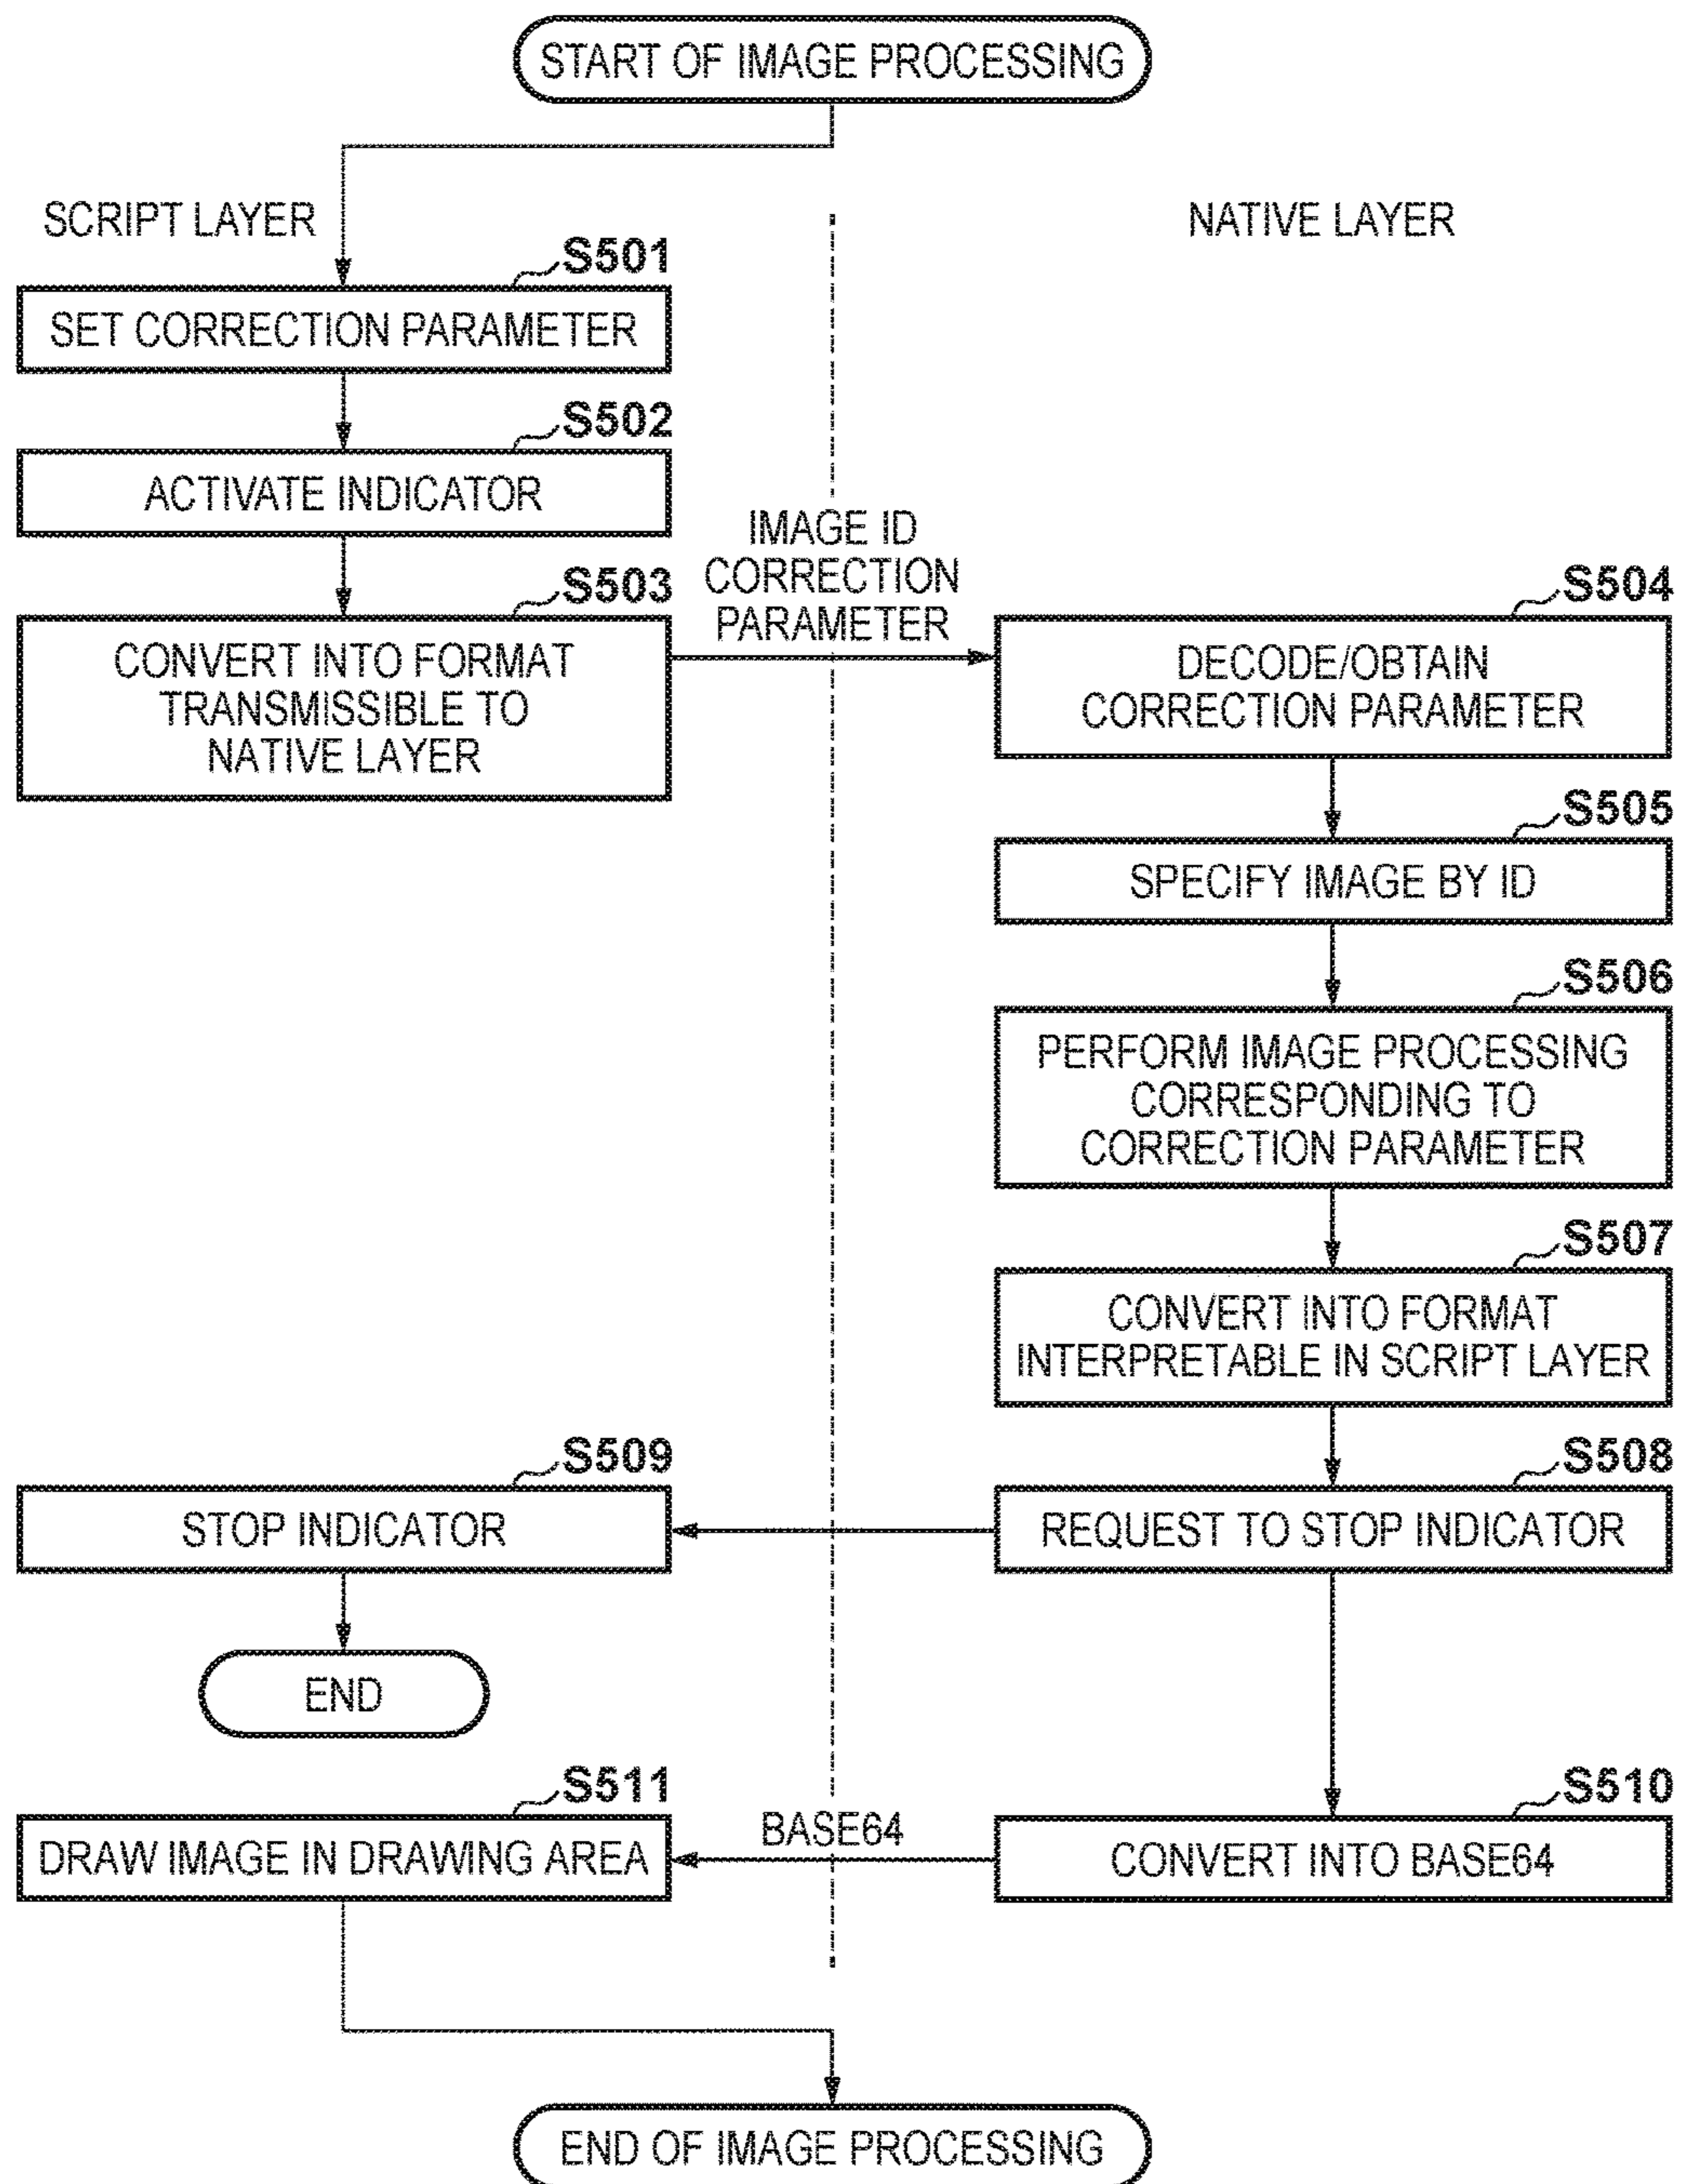 START OF IMAGE PROCESSING
SCRIPT LAYER
NATIVE LAYER
S501
SET CORRECTION PARAMETER
S502
ACTIVATE INDICATOR
S503
CONVERT INTO FORMAT
TRANSMISSIBLE TO
NATIVE LAYER
IMAGE ID
CORRECTION
PARAMETER
S504
DECODE/OBTAIN
CORRECTION PARAMETER
S505
SPECIFY IMAGE BY ID
S506
PERFORM IMAGE PROCESSING
CORRESPONDING TO
CORRECTION PARAMETER
S507
CONVERT INTO FORMAT
INTERPRETABLE IN SCRIPT LAYER
S508
REQUEST TO STOP INDICATOR
S509
STOP INDICATOR
END
S510
CONVERT INTO BASE64
BASE64
S511
DRAW IMAGE IN DRAWING AREA
END OF IMAGE PROCESSING